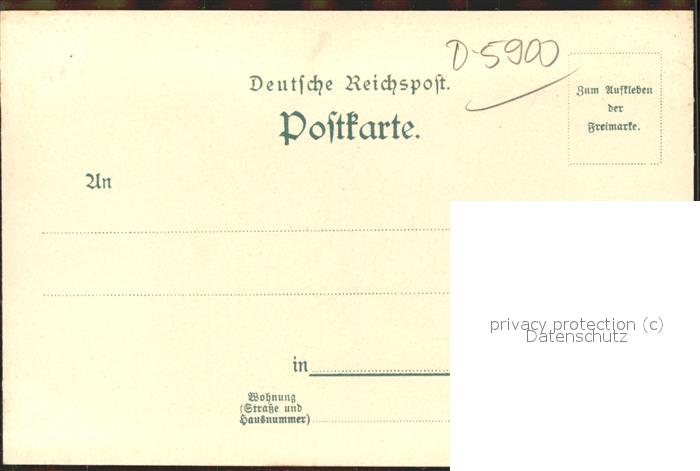 D-5900
Deutsche Reichspost.
Postkarte.
Zum Aufkleben
der
Freimarke.
An
privacy protection (c)
Datenschutz
in
Wohnung
(Straße und
Hausnummer)